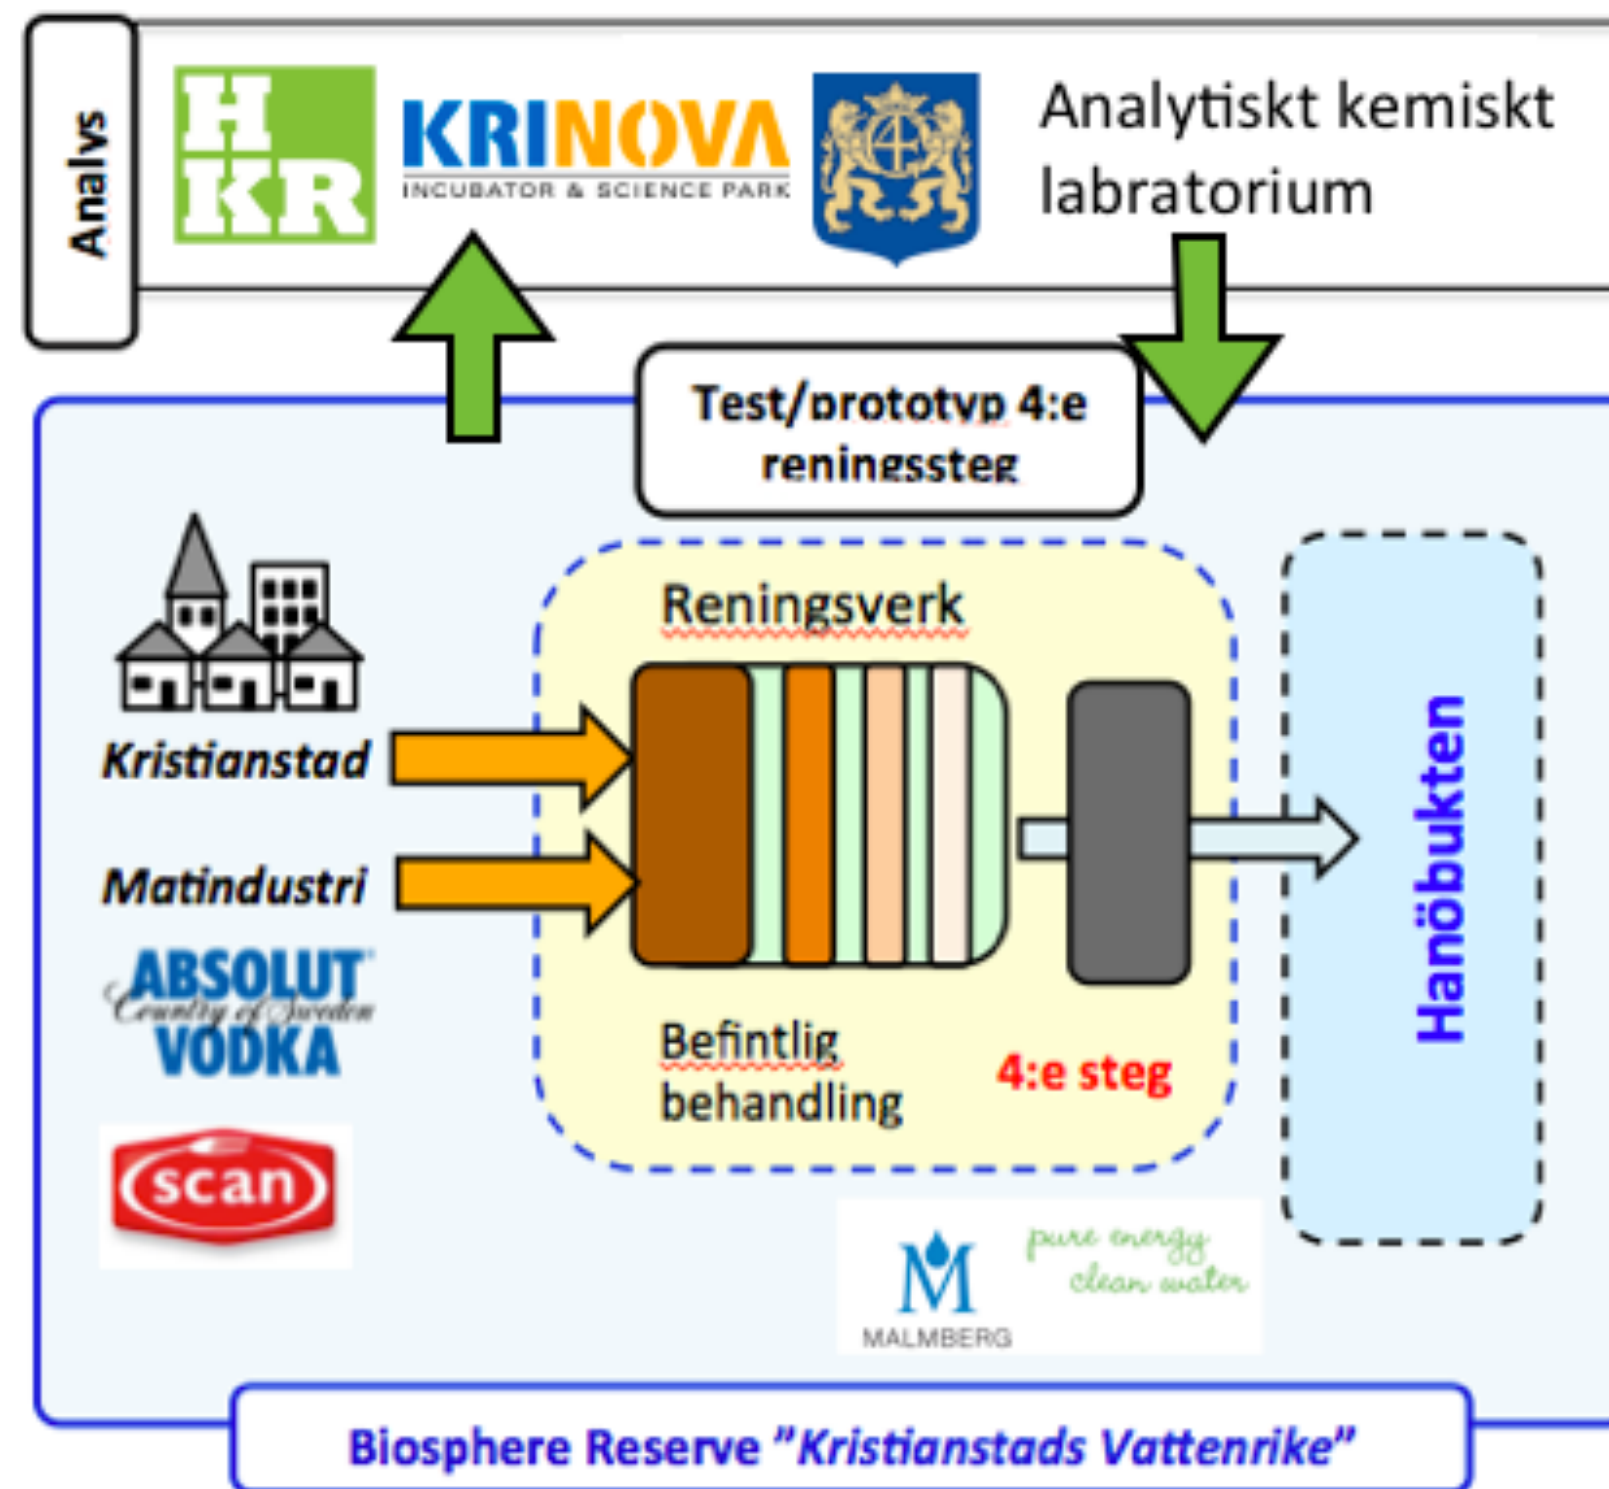 Analys
H
KR
KRINOVA
INCUBATOR & SCIENCE PARK
4
Analytiskt kemiskt
labratorium
Test/prototyp 4:e
reningssteg
Reningsverk
Kristianstad
Matindustri
ABSOLUT
Country of Sweden
VODKA
scan
Befintlig
behandling
4:e steg
Hanöbukten
M
MALMBERG
pure energy
clean water
Biosphere Reserve ”Kristianstads Vattenrike”